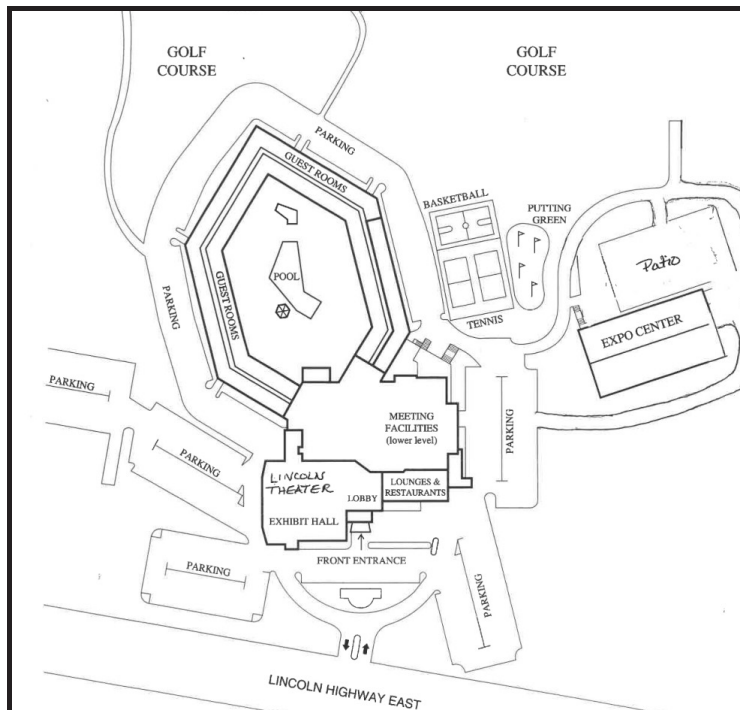 GOLF
COURSE
GOLF
COURSE
PARKING
GUEST ROOMS
BASKETBALL
PUTTING
GREEN
Patio
POOL
GUEST ROOMS
PARKING
TENNIS
EXPO CENTER
PARKING
MEETING
FACILITIES
(lower level)
PARKING
PARKING
LINCOLN
THEATER
LOUNGES &
RESTAURANTS
LOBBY
EXHIBIT HALL
FRONT ENTRANCE
PARKING
PARKING
LINCOLN HIGHWAY EAST